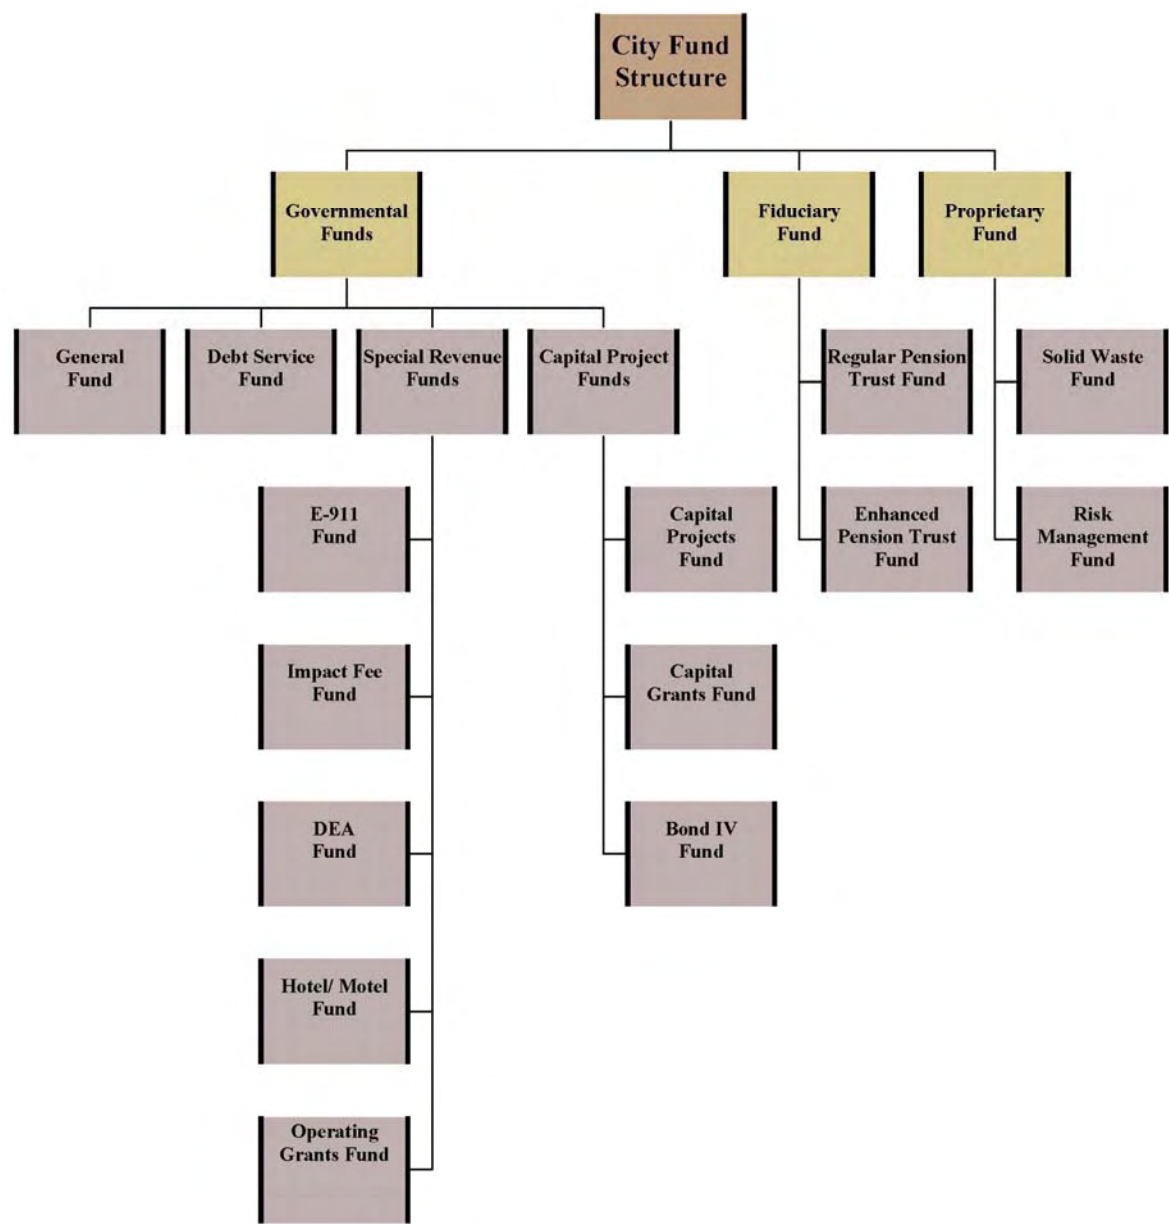 City Fund
Structure
Governmental
Funds
Fiduciary
Fund
Proprietary
Fund
General
Fund
Debt Service
Fund
Special Revenue
Funds
Capital Project
Funds
Regular Pension
Trust Fund
Solid Waste
Fund
E-911
Fund
Capital
Projects
Fund
Enhanced
Pension Trust
Fund
Risk
Management
Fund
Impact Fee
Fund
Capital
Grants Fund
DEA
Fund
Bond IV
Fund
Hotel/ Motel
Fund
Operating
Grants Fund